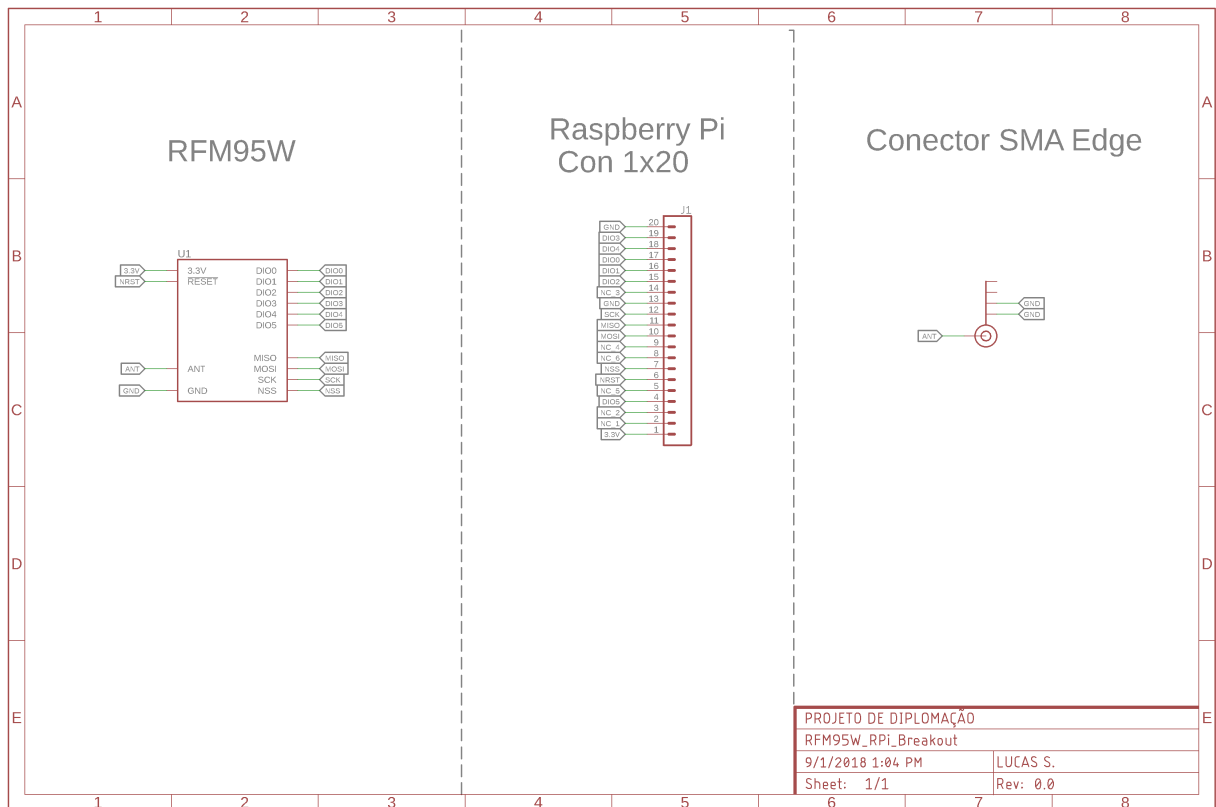 1 2 3 4 5 6 7 8
A A
B B
C C
D D
E E
RFM95W
U1
3.3V 3.3V DIO0 DIO0
NRST RESET DIO1 DIO1
DIO2 DIO2
DIO3 DIO3
DIO4 DIO4
DIO5 DIO5
MISO MISO
ANT ANT MOSI MOSI
SCK SCK
GND GND NSS NSS
Raspberry Pi
Con 1x20
J1
GND 20
DIO3 19
DIO4 18
DIO0 17
DIO1 16
DIO2 15
NC_3 14
GND 13
SCK 12
MISO 11
MOSI 10
NC_4 9
NC_6 8
NSS 7
NRST 6
NC_5 5
DIO5 4
NC_2 3
NC_1 2
3.3V 1
Conector SMA Edge
GND
GND
ANT
PROJETO DE DIPLOMAÇÃO
RFM95W_RPi_Breakout
9/1/2018 1:04 PM LUCAS S.
Sheet: 1/1 Rev: 0.0
1 2 3 4 5 6 7 8